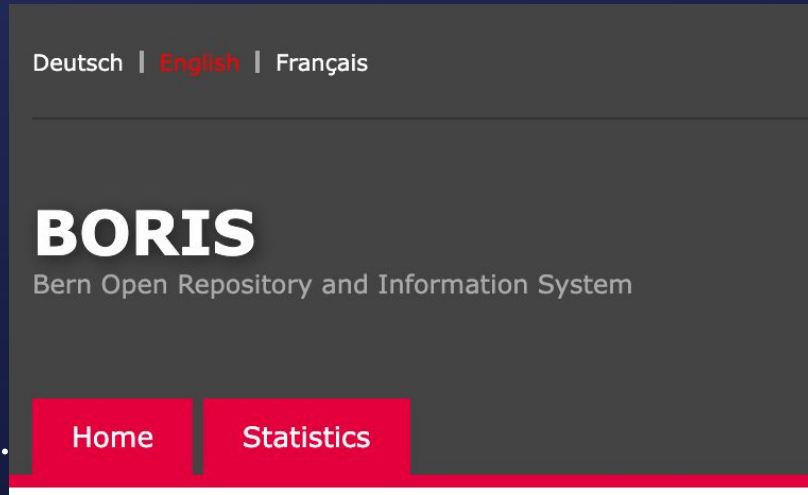 Deutsch | English | Français
BORIS
Bern Open Repository and Information System
Home Statistics